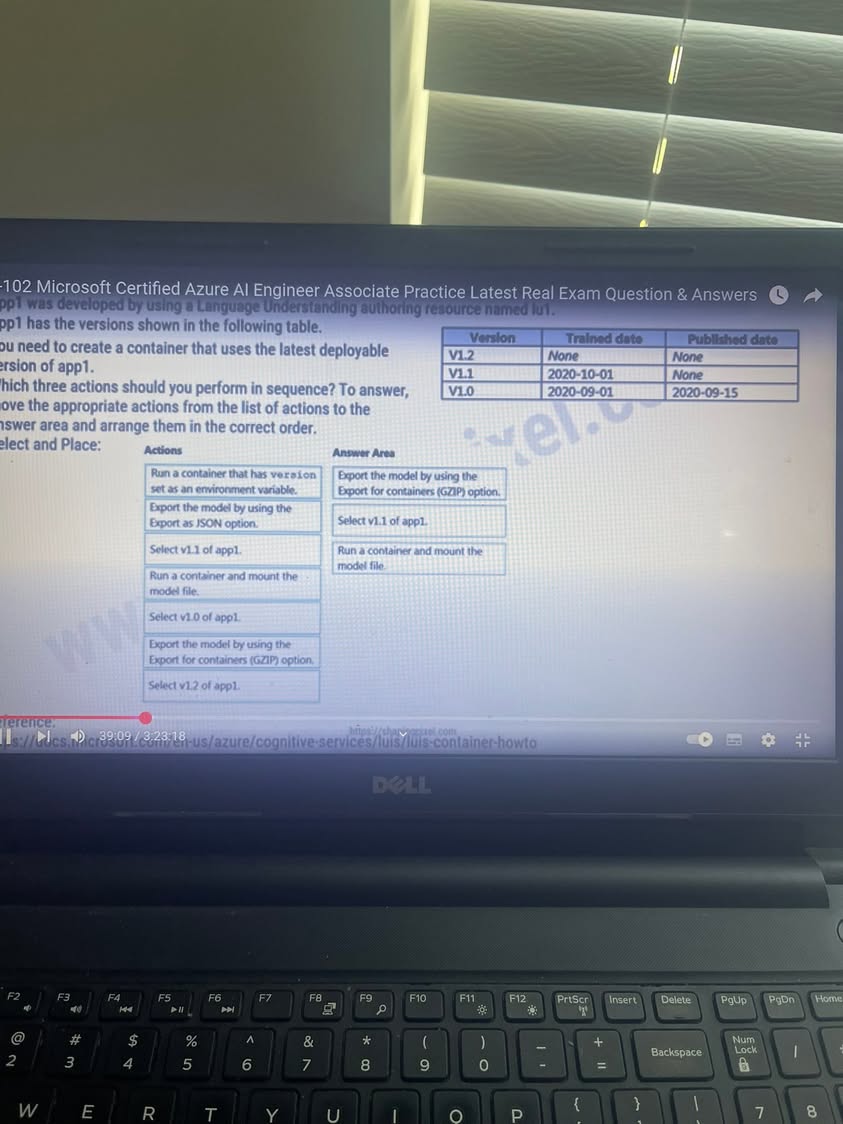 -102 Microsoft Certified Azure AI Engineer Associate Practice Latest Real Exam Question & Answers
pp1 was developed by using a Language Understanding authoring resource named lu1.
pp1 has the versions shown in the following table.
ou need to create a container that uses the latest deployable
ersion of app1.
hich three actions should you perform in sequence? To answer,
ove the appropriate actions from the list of actions to the
nswer area and arrange them in the correct order.
elect and Place:
Version Trained date Published date
V1.2 None None
V1.1 2020-10-01 None
V1.0 2020-09-01 2020-09-15
Actions
Run a container that has version
set as an environment variable.
Export the model by using the
Export as JSON option.
Select v1.1 of app1.
Run a container and mount the
model file.
Select v1.0 of app1.
Export the model by using the
Export for containers (GZIP) option.
Select v1.2 of app1.
Answer Area
Export the model by using the
Export for containers (GZIP) option.
Select v1.1 of app1.
Run a container and mount the
model file.
www
xel.c
eference:
39:09 / 3:23:18
s://docs.microsoft.com/en-us/azure/cognitive-services/luis/luis-container-howto
DELL
F2 F3 F4 F5 F6 F7 F8 F9 F10 F11 F12 PrtScr Insert Delete PgUp PgDn Home
@ # $ % ^ & * ( ) _ + Backspace Num Lock /
2 3 4 5 6 7 8 9 0 - =
W E R T Y U I O P { } | 7 8